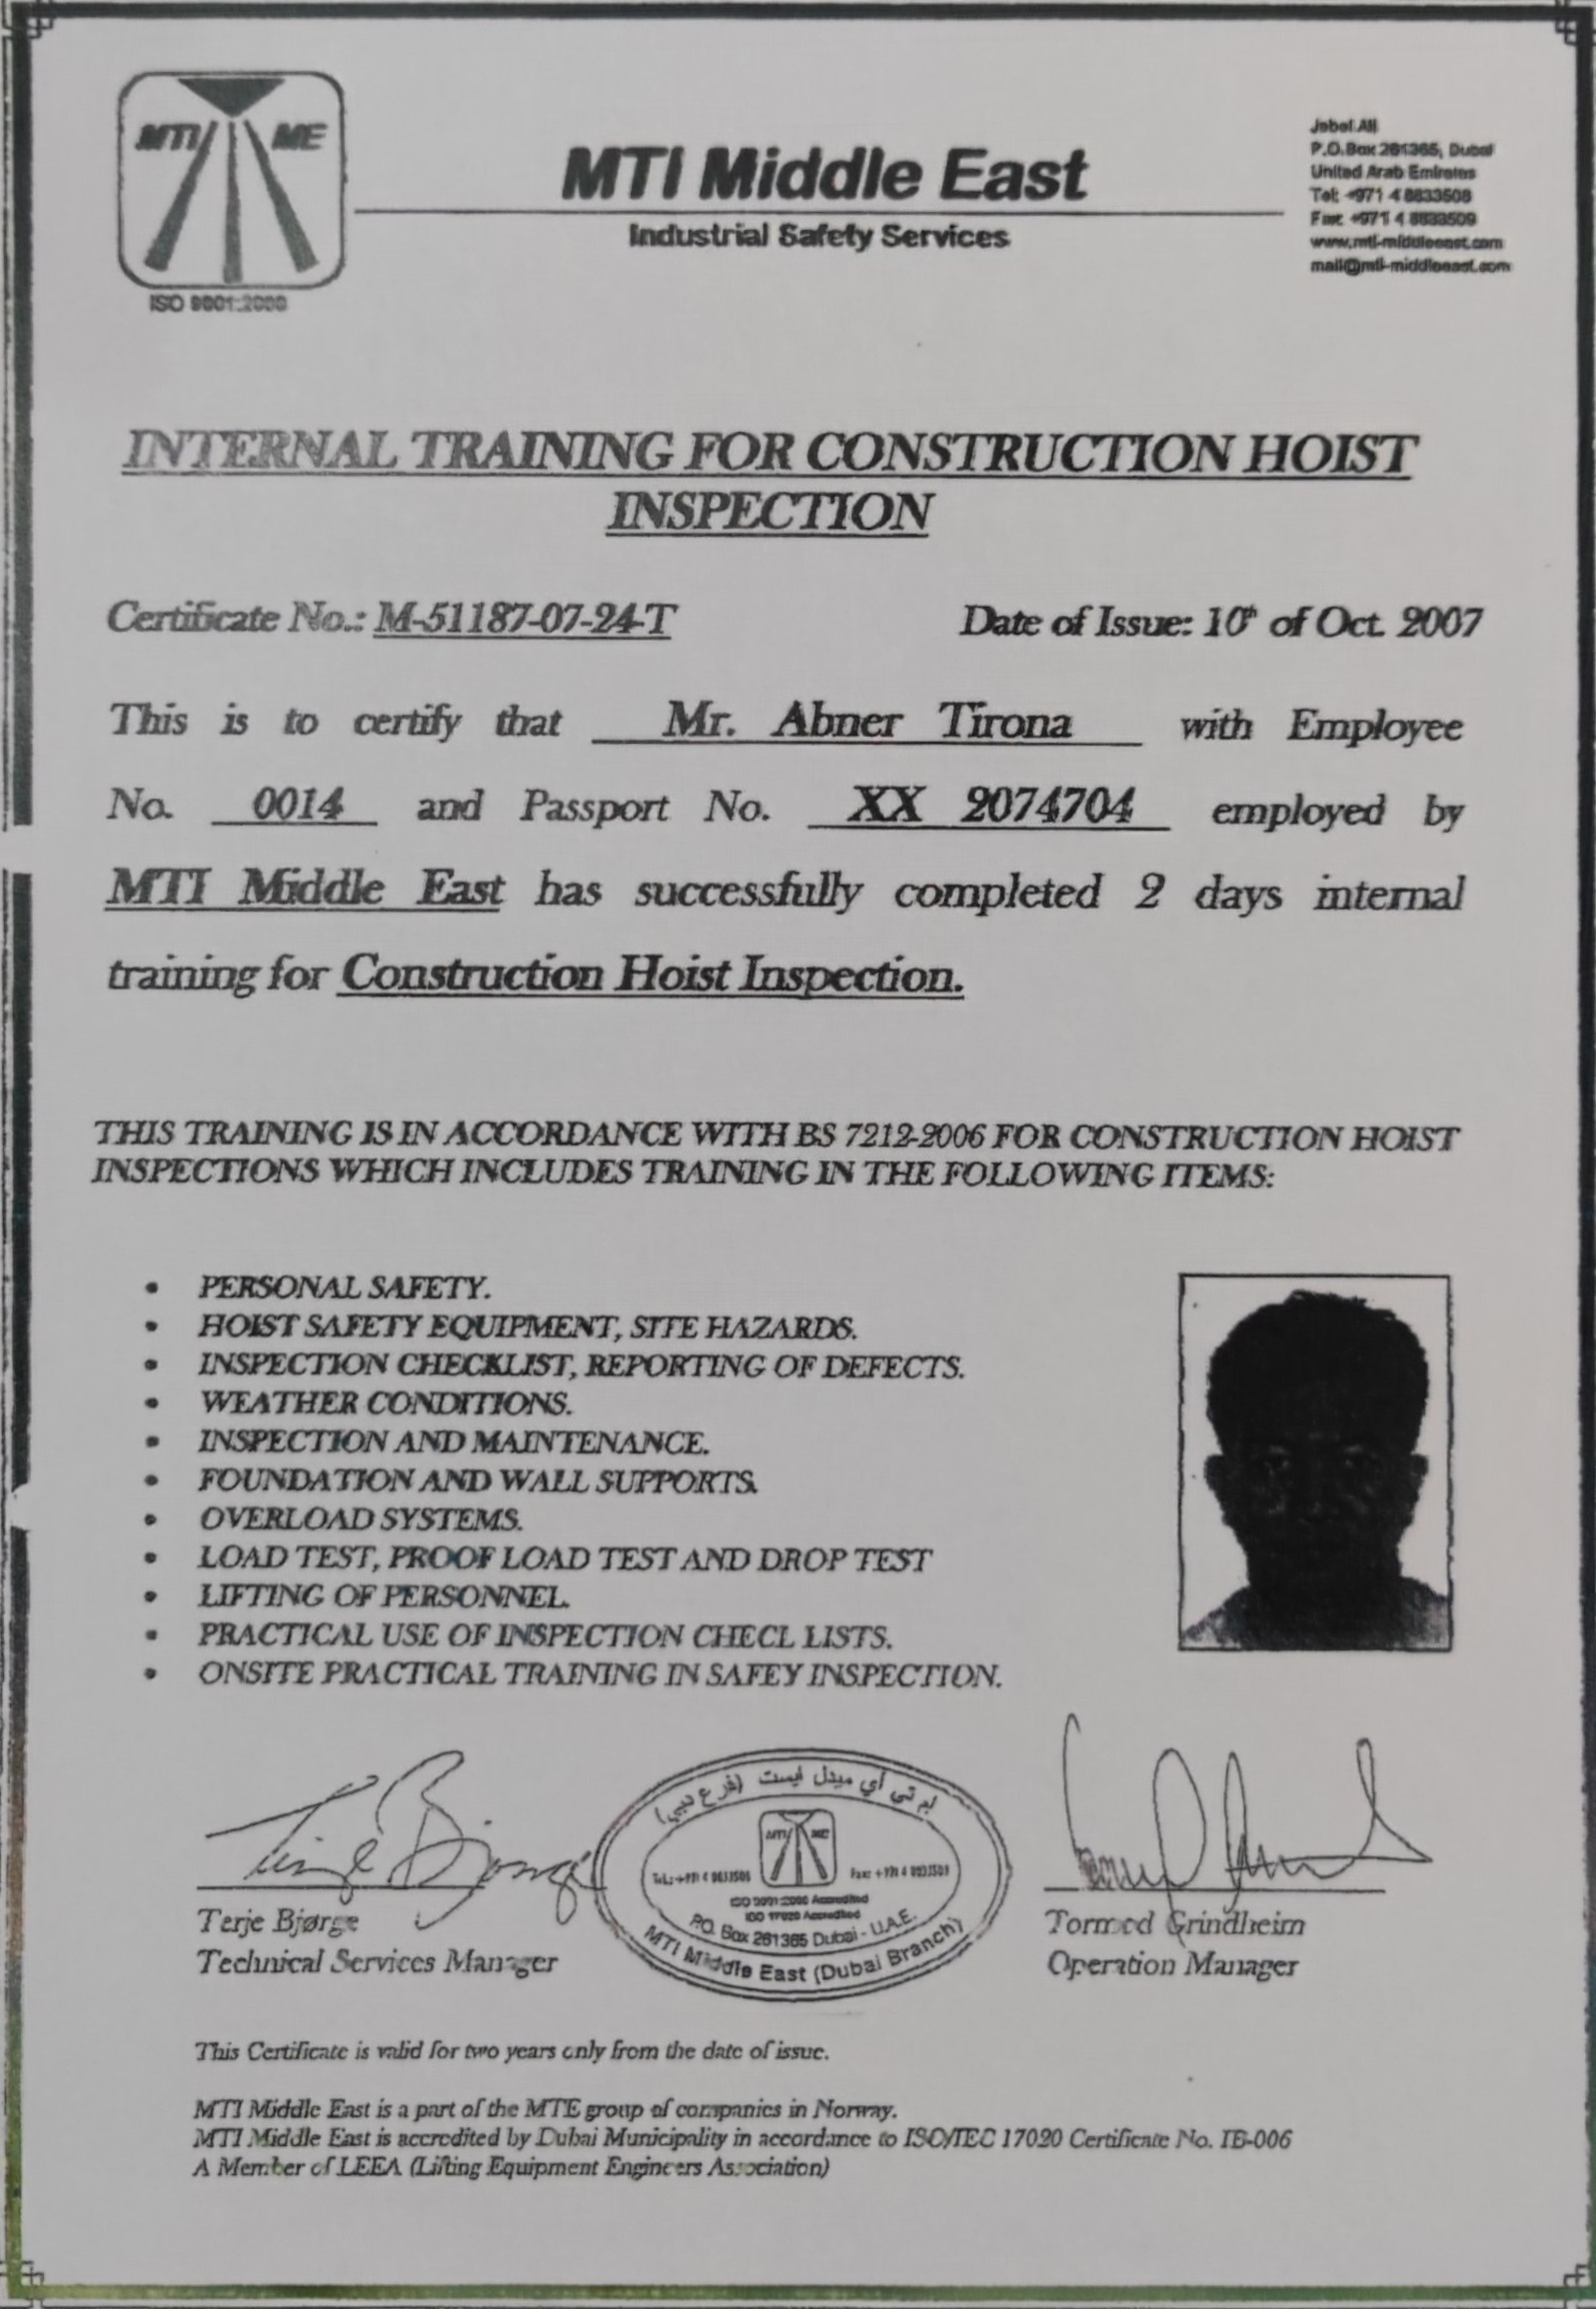 MTI ME
ISO 9001:2000
MTI Middle East
Industrial Safety Services
Jebel Ali
P.O.Box 261365, Dubai
United Arab Emirates
Tel: +971 4 8833508
Fax: +971 4 8833509
www.mti-middleeast.com
mail@mti-middleeast.com
INTERNAL TRAINING FOR CONSTRUCTION HOIST
INSPECTION
Certificate No.: M-51187-07-24-T
Date of Issue: 10th of Oct. 2007
This is to certify that Mr. Abner Tirona with Employee
No. 0014 and Passport No. XX 2074704 employed by
MTI Middle East has successfully completed 2 days internal
training for Construction Hoist Inspection.
THIS TRAINING IS IN ACCORDANCE WITH BS 7212-2006 FOR CONSTRUCTION HOIST
INSPECTIONS WHICH INCLUDES TRAINING IN THE FOLLOWING ITEMS:
• PERSONAL SAFETY.
• HOIST SAFETY EQUIPMENT, SITE HAZARDS.
• INSPECTION CHECKLIST, REPORTING OF DEFECTS.
• WEATHER CONDITIONS.
• INSPECTION AND MAINTENANCE.
• FOUNDATION AND WALL SUPPORTS.
• OVERLOAD SYSTEMS.
• LOAD TEST, PROOF LOAD TEST AND DROP TEST
• LIFTING OF PERSONNEL.
• PRACTICAL USE OF INSPECTION CHECL LISTS.
• ONSITE PRACTICAL TRAINING IN SAFEY INSPECTION.
Terje Bjørge
ام تي أي ميدل ايست (فرع دبي)
MTI ME
Tel.: +971 4 8833508
Fax: +971 4 8833509
ISO 9001:2000 Accredited
ISO 17020 Accredited
P.O. Box 261365 Dubai - U.A.E.
MTI Middle East (Dubai Branch)
Terje Bjørge
Technical Services Manager
Tormod Grindheim
Operation Manager
This Certificate is valid for two years only from the date of issue.
MTI Middle East is a part of the MTE group of companies in Norway.
MTI Middle East is accredited by Dubai Municipality in accordance to ISO/IEC 17020 Certificate No. IB-006
A Member of LEEA (Lifting Equipment Engineers Association)